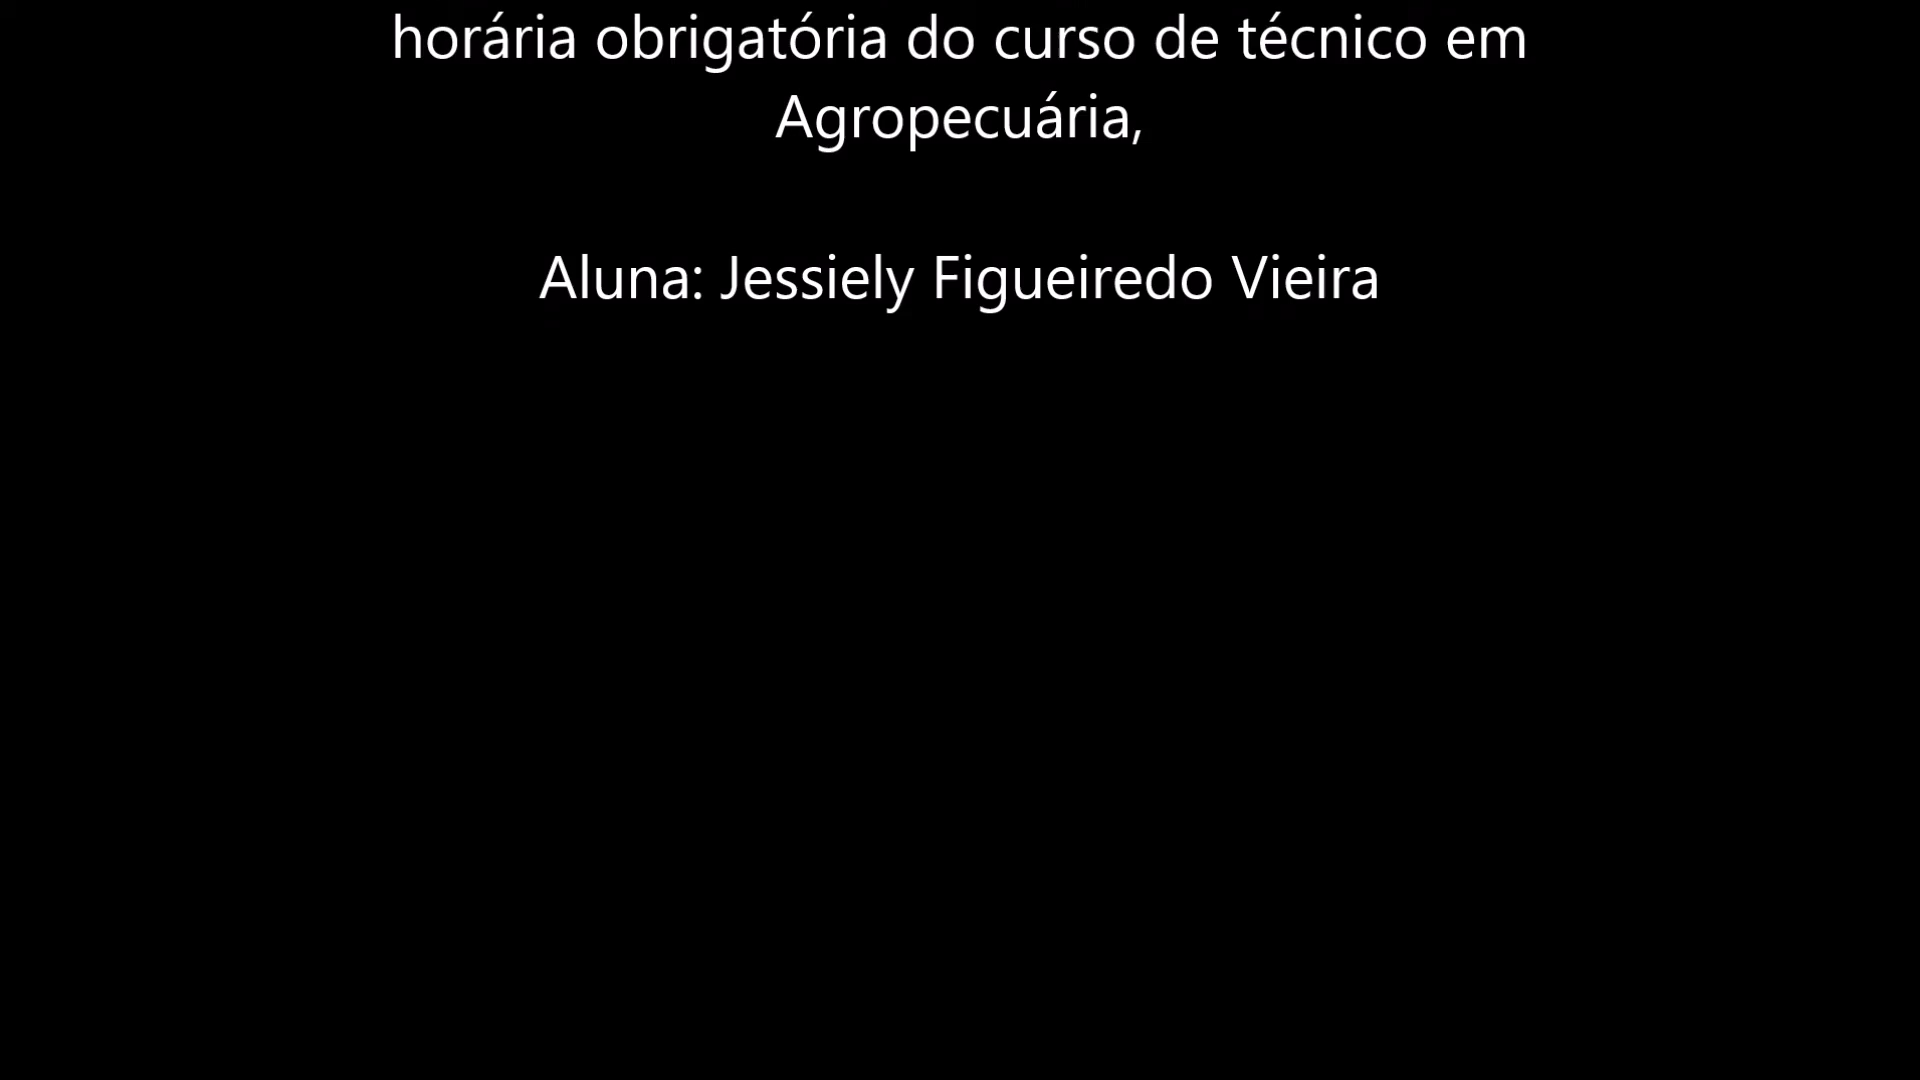 horária obrigatória do curso de técnico em
Agropecuária,
Aluna: Jessiely Figueiredo Vieira